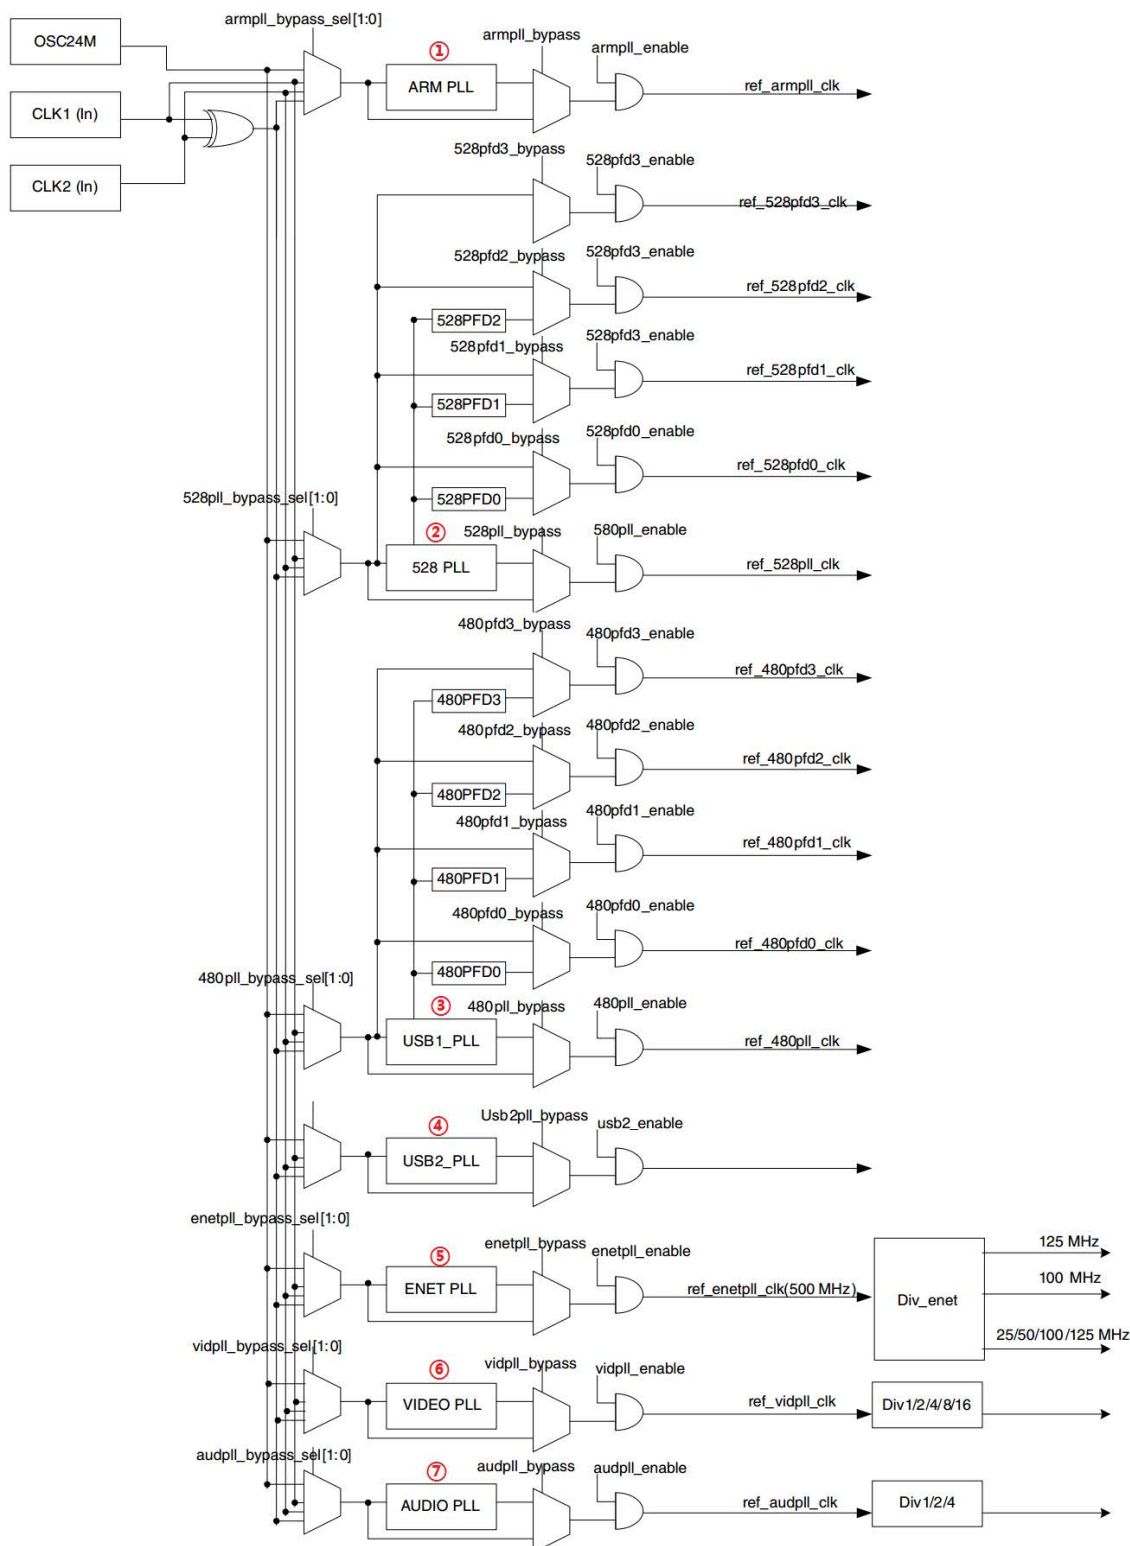 armpll_bypass_sel[1:0]
OSC24M
①
armpll_bypass
armpll_enable
ARM PLL
ref_armpll_clk
CLK1 (In)
CLK2 (In)
528pfd3_bypass
528pfd3_enable
ref_528pfd3_clk
528pfd2_bypass
528pfd3_enable
ref_528pfd2_clk
528PFD2
528pfd1_bypass
528pfd3_enable
ref_528pfd1_clk
528PFD1
528pfd0_bypass
528pfd0_enable
ref_528pfd0_clk
528PFD0
528pll_bypass_sel[1:0]
②
528pll_bypass
580pll_enable
528 PLL
ref_528pll_clk
480pfd3_bypass
480pfd3_enable
ref_480pfd3_clk
480PFD3
480pfd2_bypass
480pfd2_enable
ref_480pfd2_clk
480PFD2
480pfd1_bypass
480pfd1_enable
ref_480pfd1_clk
480PFD1
480pfd0_bypass
480pfd0_enable
ref_480pfd0_clk
480PFD0
480pll_bypass_sel[1:0]
③
480pll_bypass
480pll_enable
USB1_PLL
ref_480pll_clk
④
Usb2pll_bypass
usb2_enable
USB2_PLL
enetpll_bypass_sel[1:0]
⑤
enetpll_bypass
enetpll_enable
ENET PLL
ref_enetpll_clk(500 MHz)
Div_enet
125 MHz
100 MHz
25/50/100/125 MHz
vidpll_bypass_sel[1:0]
⑥
vidpll_bypass
vidpll_enable
VIDEO PLL
ref_vidpll_clk
Div1/2/4/8/16
audpll_bypass_sel[1:0]
⑦
audpll_bypass
audpll_enable
AUDIO PLL
ref_audpll_clk
Div1/2/4